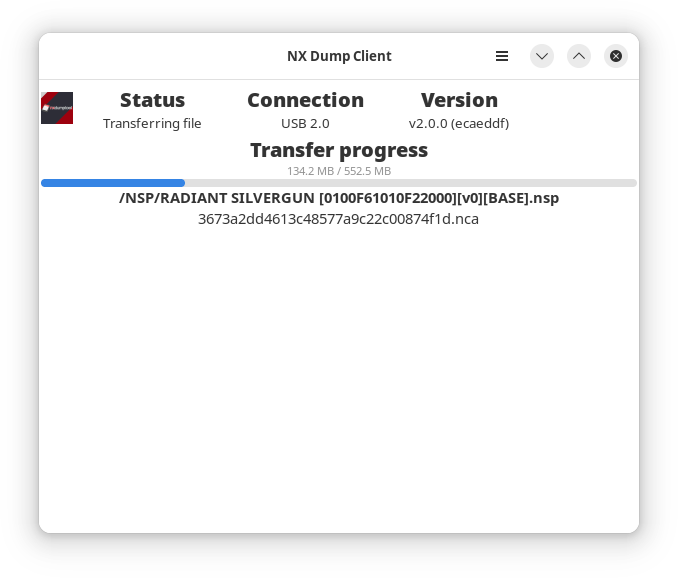 NX Dump Client
Status
Connection
Version
Transferring file
USB 2.0
v2.0.0 (ecaeddf)
Transfer progress
134.2 MB / 552.5 MB
/NSP/RADIANT SILVERGUN [0100F61010F22000][v0][BASE].nsp
3673a2dd4613c48577a9c22c00874f1d.nca